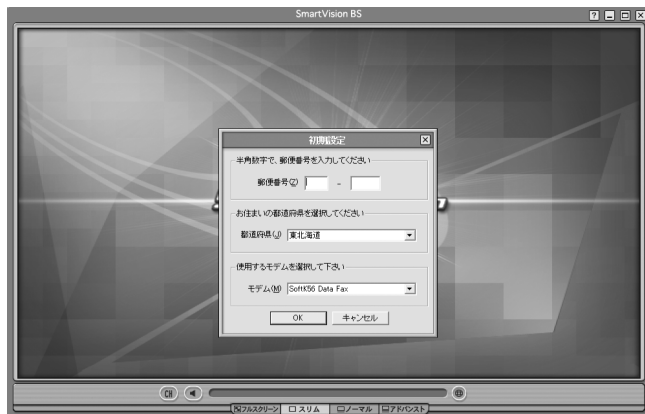 SmartVision BS
初期設定
半角数字で、郵便番号を入力してください
郵便番号(Z) -
お住まいの都道府県を選択してください
都道府県(J) 東北海道
使用するモデムを選択して下さい
モデム(M) SoftK56 Data Fax
OK キャンセル
CH
フルスクリーン スリム ノーマル アドバンスト